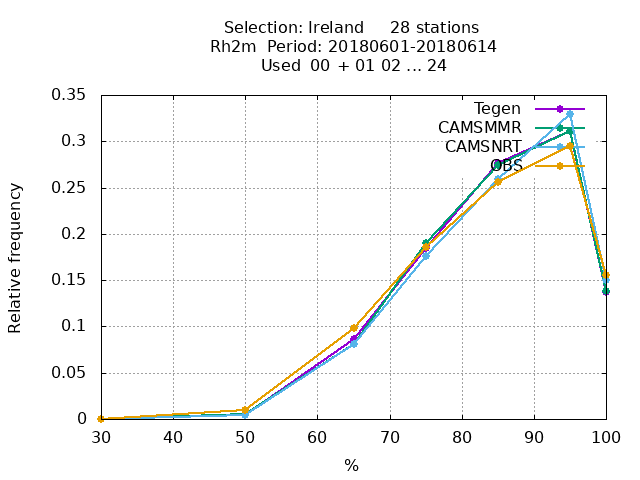 Selection: Ireland 28 stations
Rh2m Period: 20180601-20180614
Used 00 + 01 02 ... 24
0.35
0.3
0.25
0.2
0.15
0.1
0.05
0
Relative frequency
Tegen
CAMSMMR
CAMSNRT
OBS
30 40 50 60 70 80 90 100
%